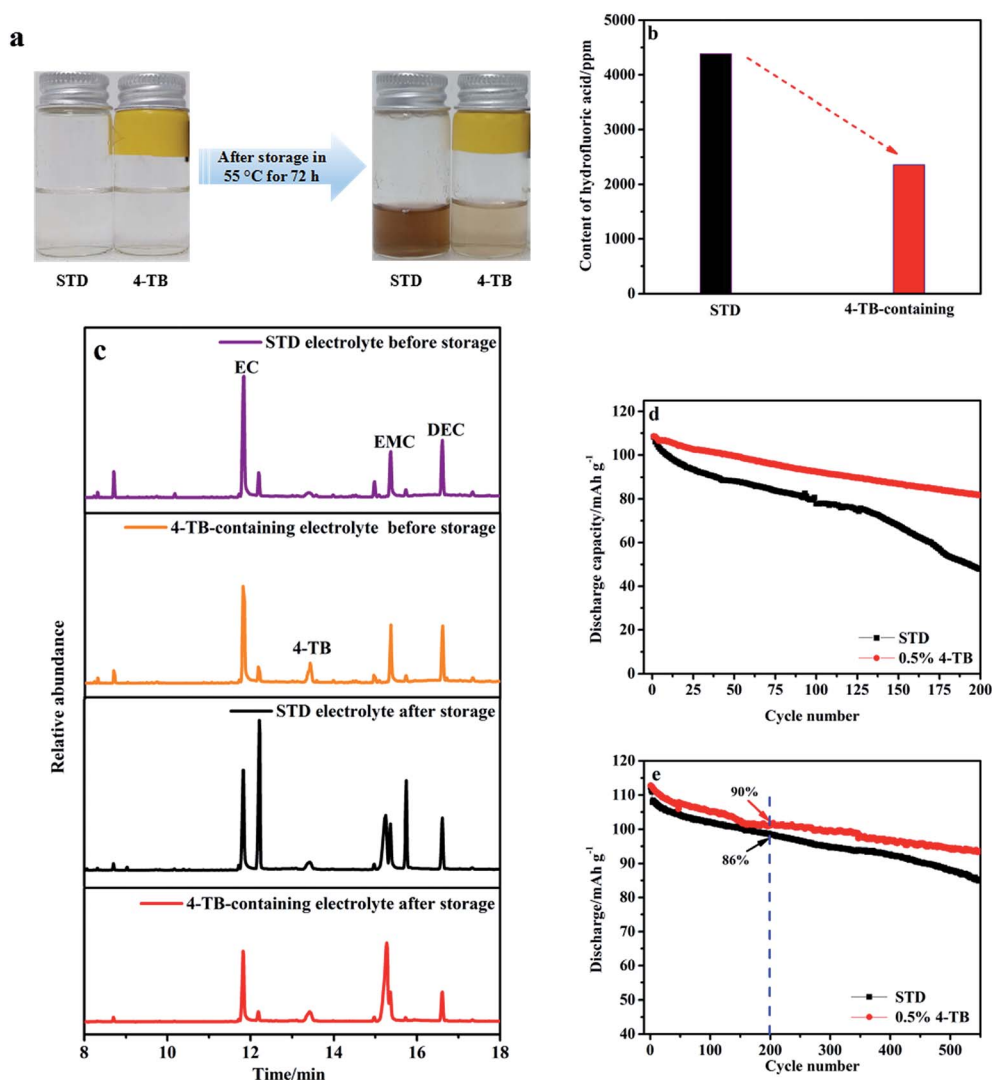 a
After storage in
55 °C for 72 h
STD
4-TB
STD
4-TB
b
Content of hydrofluoric acid/ppm
5000
4000
3000
2000
1000
0
STD
4-TB-containing
c
STD electrolyte before storage
EC
EMC
DEC
4-TB-containing electrolyte before storage
4-TB
STD electrolyte after storage
4-TB-containing electrolyte after storage
Relative abundance
8 10 12 14 16 18
Time/min
d
Discharge capacity/mAh g-1
120
100
80
60
40
20
0
STD
0.5% 4-TB
0 25 50 75 100 125 150 175 200
Cycle number
e
Discharge/mAh g-1
120
110
100
90
80
70
60
50
40
90%
86%
STD
0.5% 4-TB
0 100 200 300 400 500
Cycle number